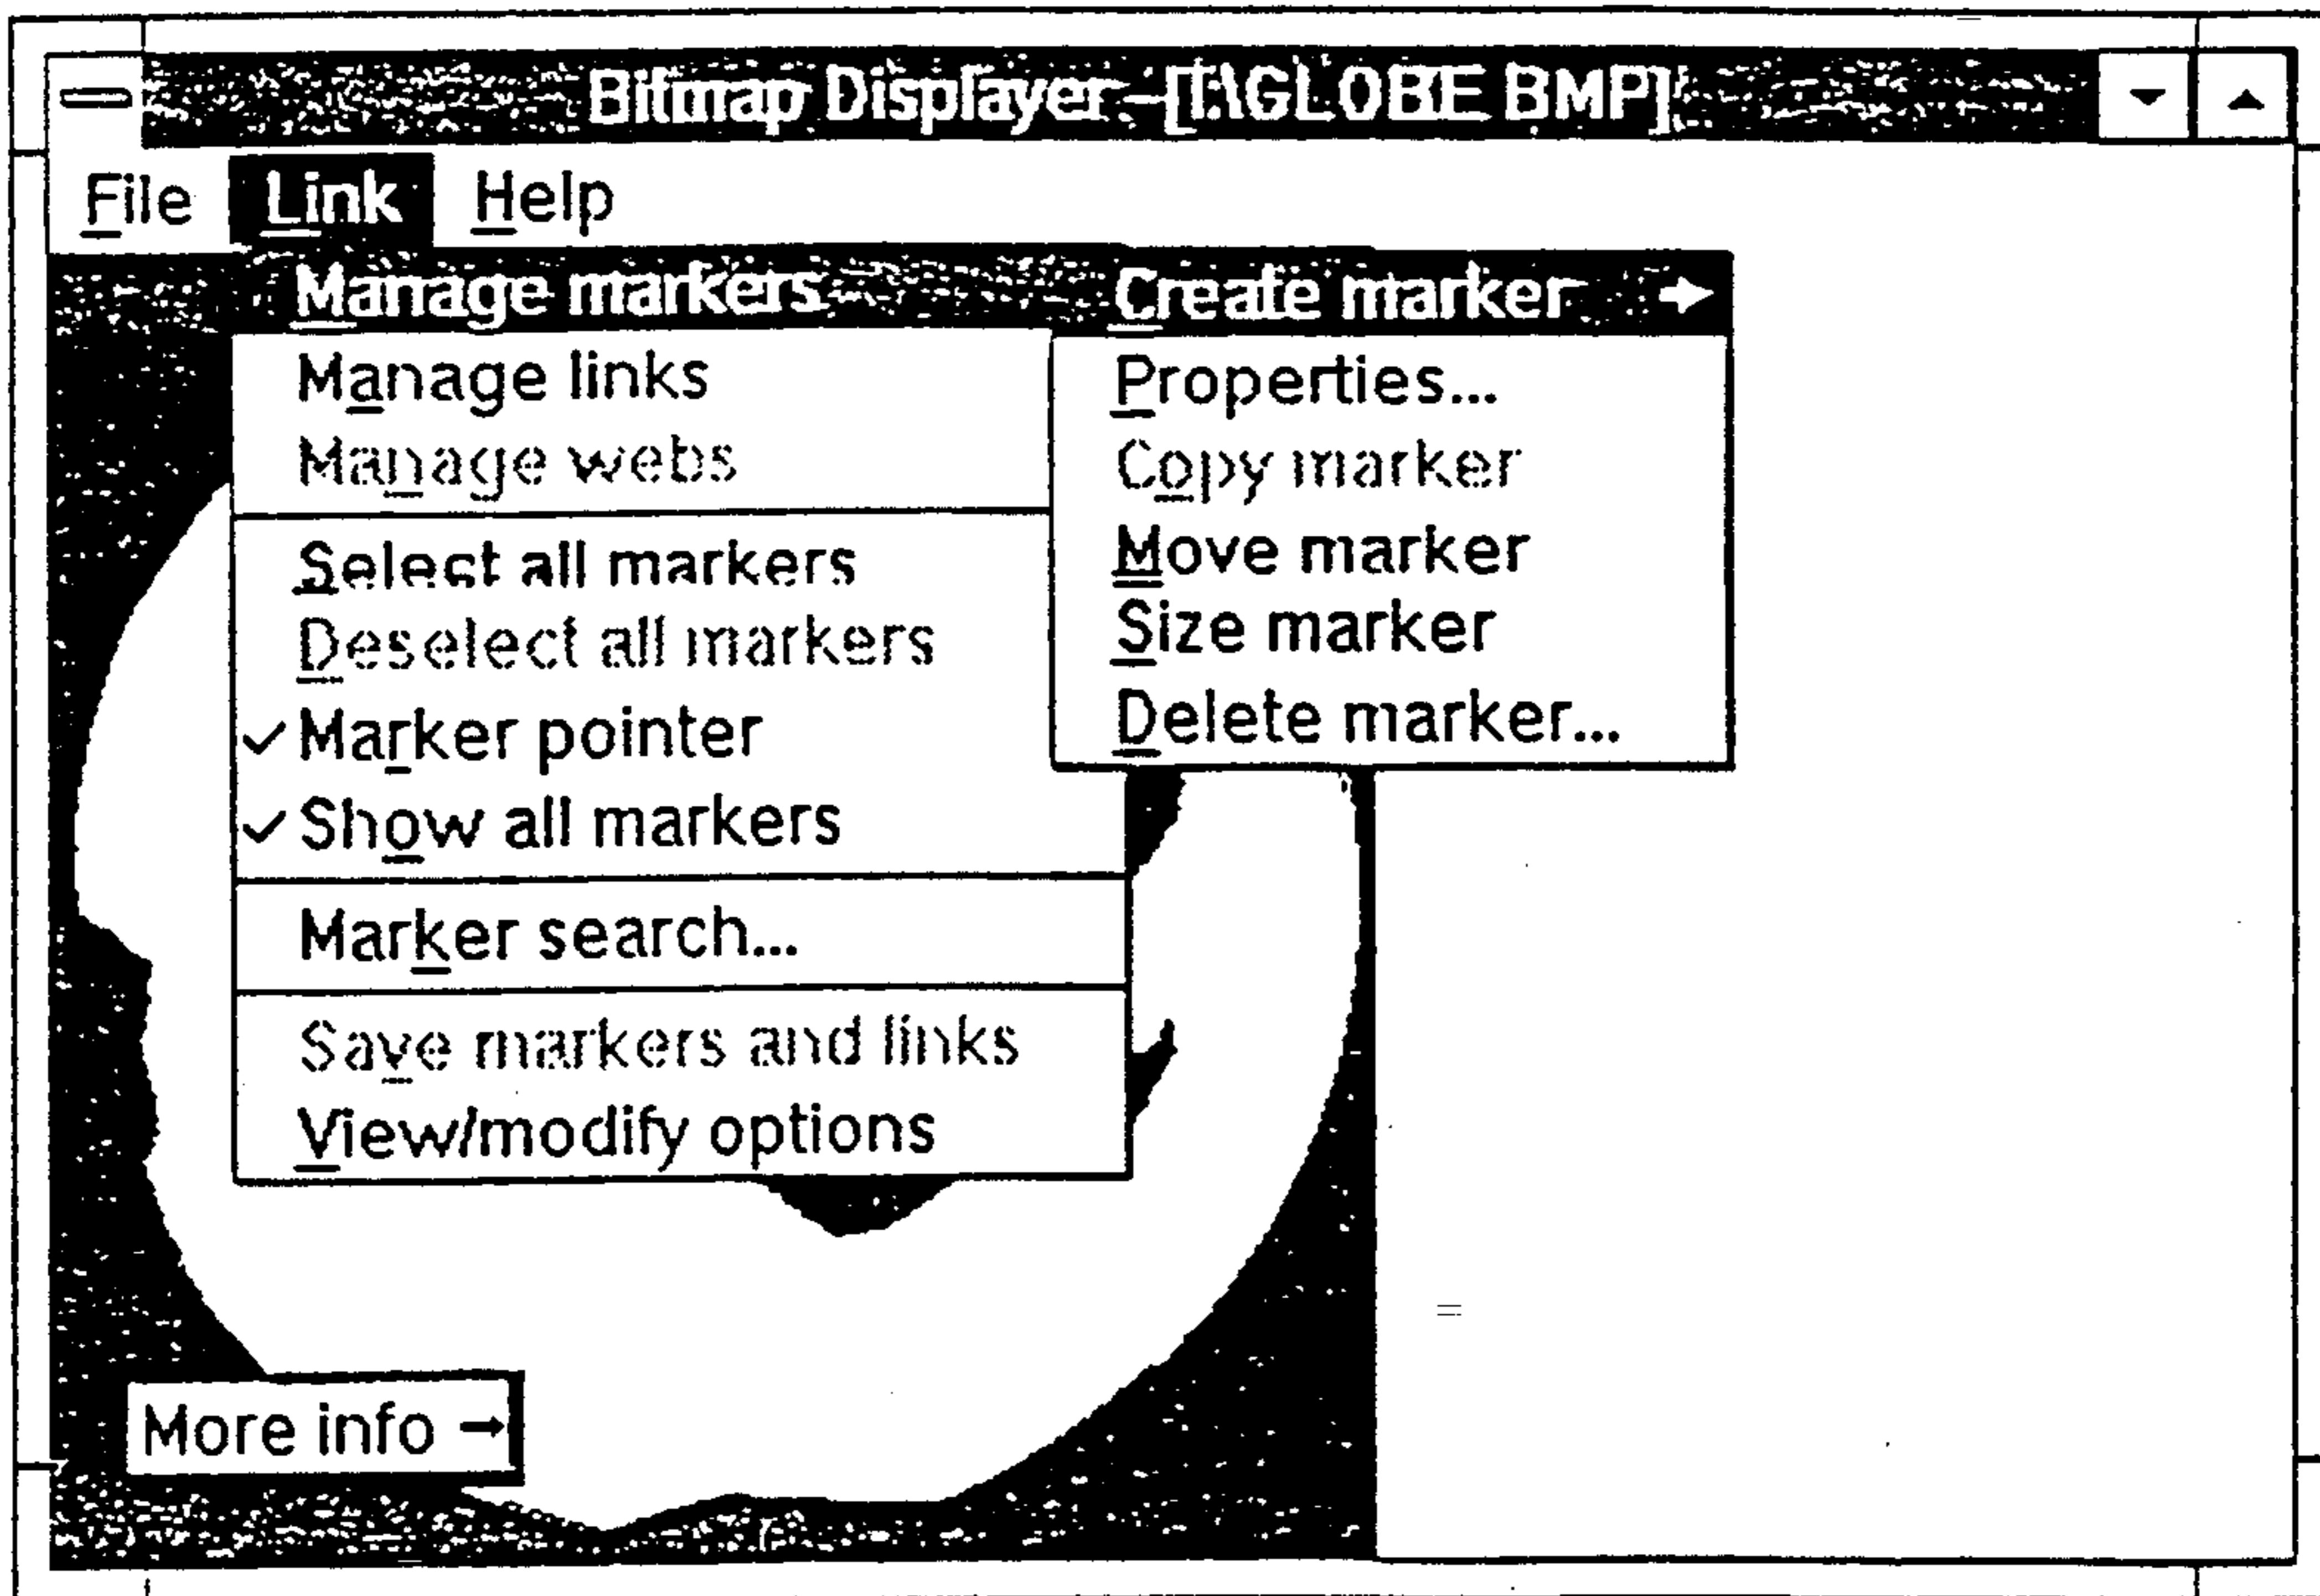 Bitmap Displayer - [I:\GLOBE BMP]
File Link Help
Manage markers
Manage links
Manage webs
Select all markers
Deselect all markers
✓ Marker pointer
✓ Show all markers
Marker search...
Save markers and links
View/modify options
Create marker
Properties...
Copy marker
Move marker
Size marker
Delete marker...
More info →